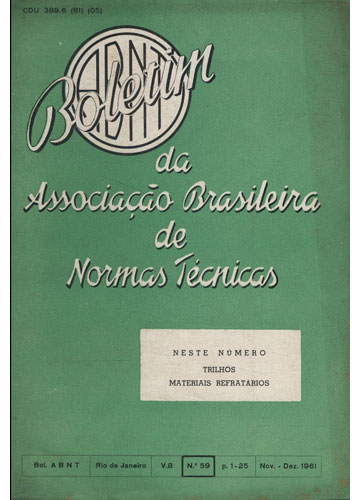 CDU 389.6 (81) (05)
ABNT
Boletim
da
Associação Brasileira
de
Normas Técnicas
NESTE NÚMERO
TRILHOS
MATERIAIS REFRATÁRIOS
Bol. A B N T Rio de Janeiro V.8 N.º 59 p. 1-25 Nov. - Dez. 1961